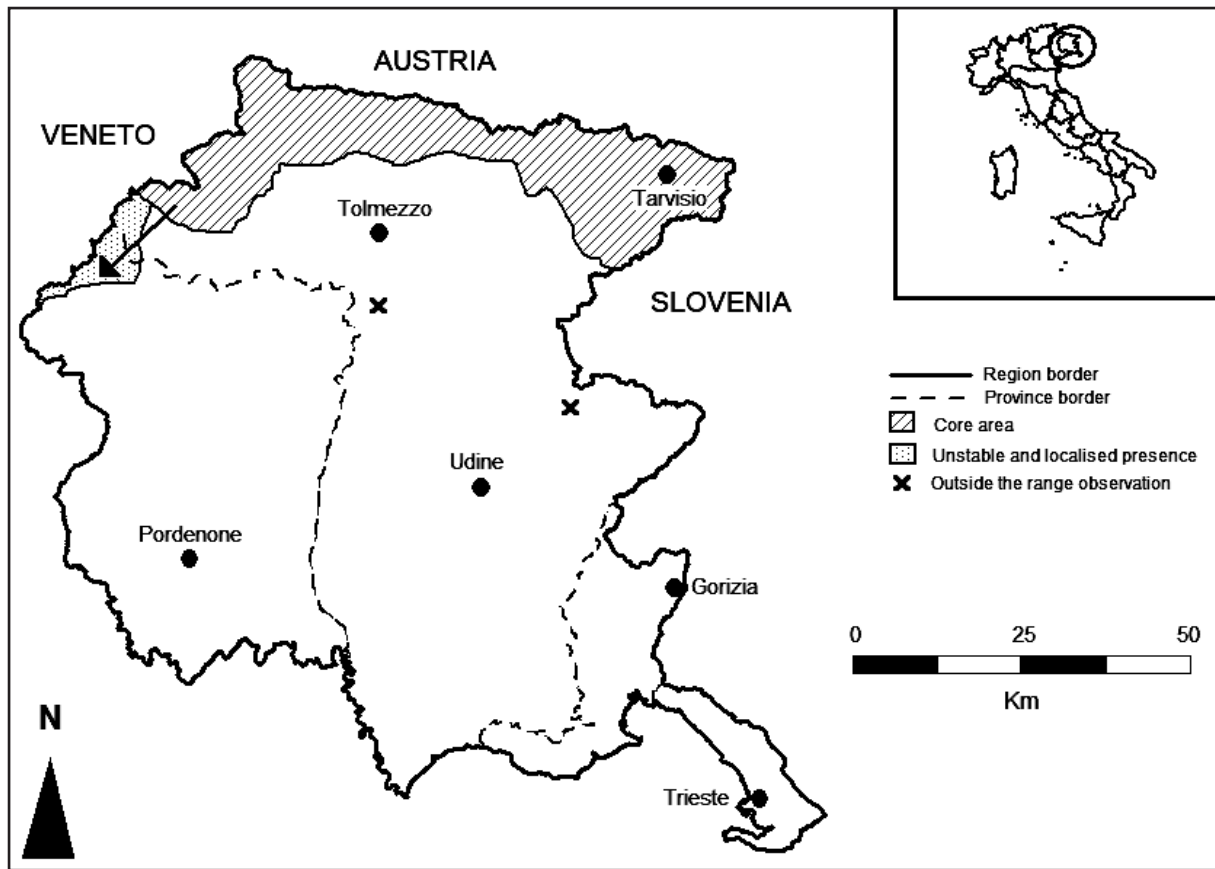 AUSTRIA
VENETO
Tarvisio
Tolmezzo
SLOVENIA
Region border
Province border
Core area
Unstable and localised presence
Outside the range observation
Udine
Pordenone
Gorizia
0 25 50
Km
N
Trieste